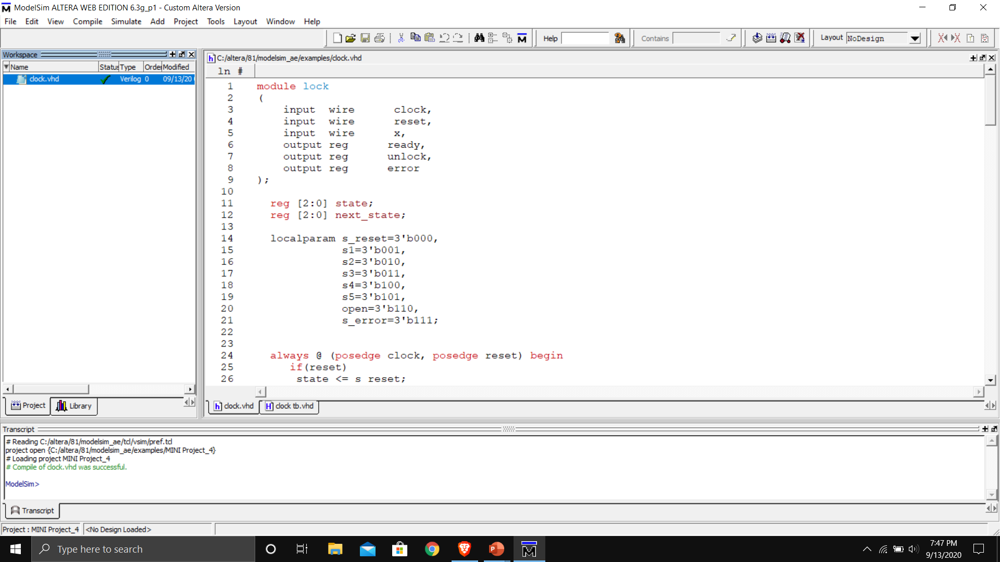 ModelSim ALTERA WEB EDITION 6.3g_p1 - Custom Altera Version
File Edit View Compile Simulate Add Project Tools Layout Window Help
Help Contains Layout NoDesign
Workspace
Name Status Type Order Modified
clock.vhd Verilog 0 09/13/20
C:/altera/81/modelsim_ae/examples/clock.vhd
ln #
1 module lock
2 (
3 input wire clock,
4 input wire reset,
5 input wire x,
6 output reg ready,
7 output reg unlock,
8 output reg error
9 );
10
11 reg [2:0] state;
12 reg [2:0] next_state;
13
14 localparam s_reset=3'b000,
15 s1=3'b001,
16 s2=3'b010,
17 s3=3'b011,
18 s4=3'b100,
19 s5=3'b101,
20 open=3'b110,
21 s_error=3'b111;
22
23
24 always @ (posedge clock, posedge reset) begin
25 if(reset)
26 state <= s reset;
Project Library
clock.vhd clock tb.vhd
Transcript
# Reading C:/altera/81/modelsim_ae/tcl/vsim/pref.tcl
project open {C:/altera/81/modelsim_ae/examples/MINI Project_4}
# Loading project MINI Project_4
# Compile of clock.vhd was successful.
ModelSim>
Transcript
Project : MINI Project_4 <No Design Loaded>
Type here to search
7:47 PM
9/13/2020